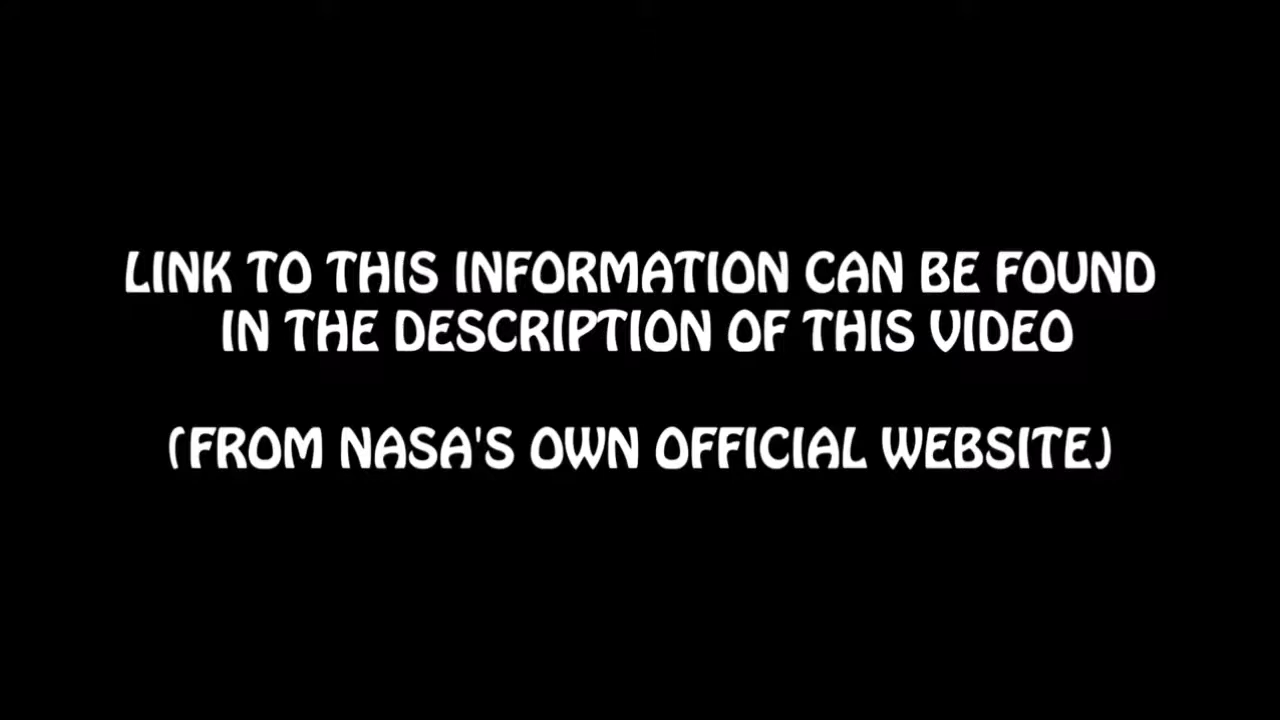 LINK TO THIS INFORMATION CAN BE FOUND
IN THE DESCRIPTION OF THIS VIDEO
(FROM NASA'S OWN OFFICIAL WEBSITE)